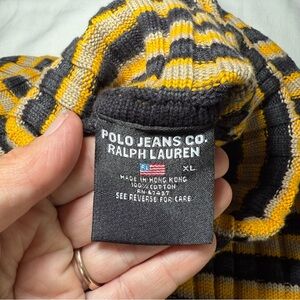 POLO JEANS CO.
RALPH LAUREN
XL
MADE IN HONG KONG
100% COTTON
SEE REVERSE FOR CARE